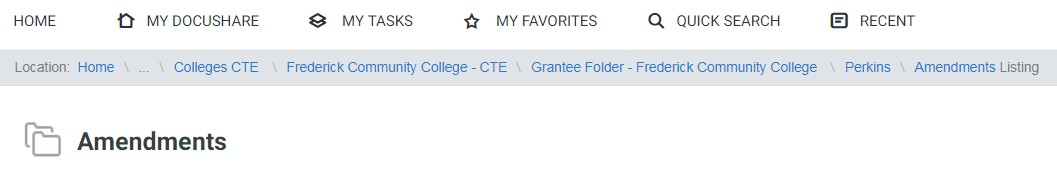 HOME MY DOCUSHARE MY TASKS MY FAVORITES QUICK SEARCH RECENT
Location: Home \ ... \ Colleges CTE \ Frederick Community College - CTE \ Grantee Folder - Frederick Community College \ Perkins \ Amendments Listing
Amendments